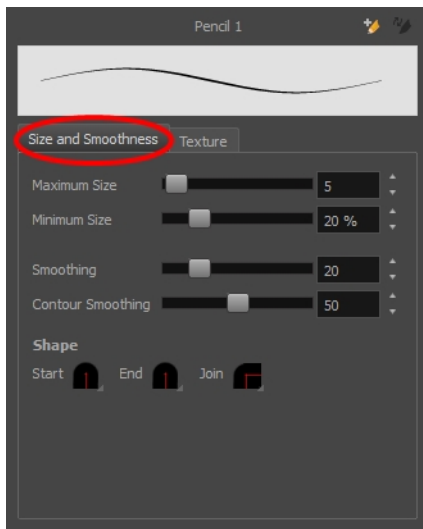 Pencil 1
Size and Smoothness Texture
Maximum Size 5
Minimum Size 20 %
Smoothing 20
Contour Smoothing 50
Shape
Start End Join